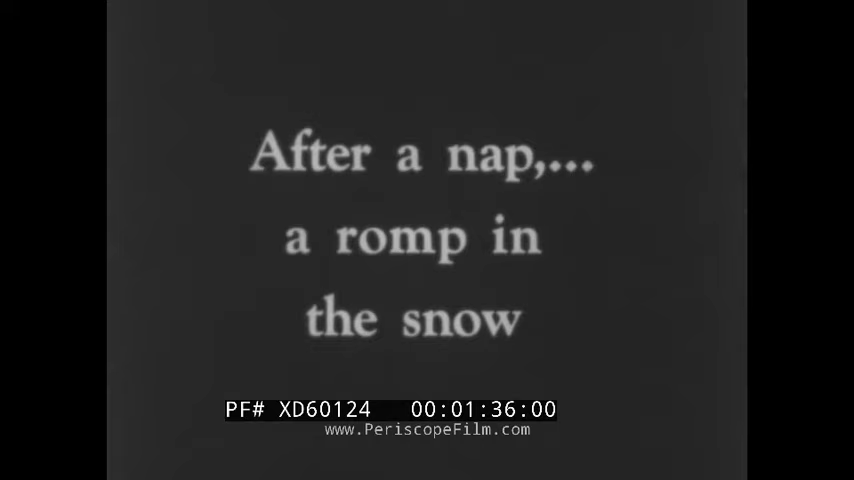 After a nap,...
a romp in
the snow
PF# XD60124 00:01:36:00
www.PeriscopeFilm.com